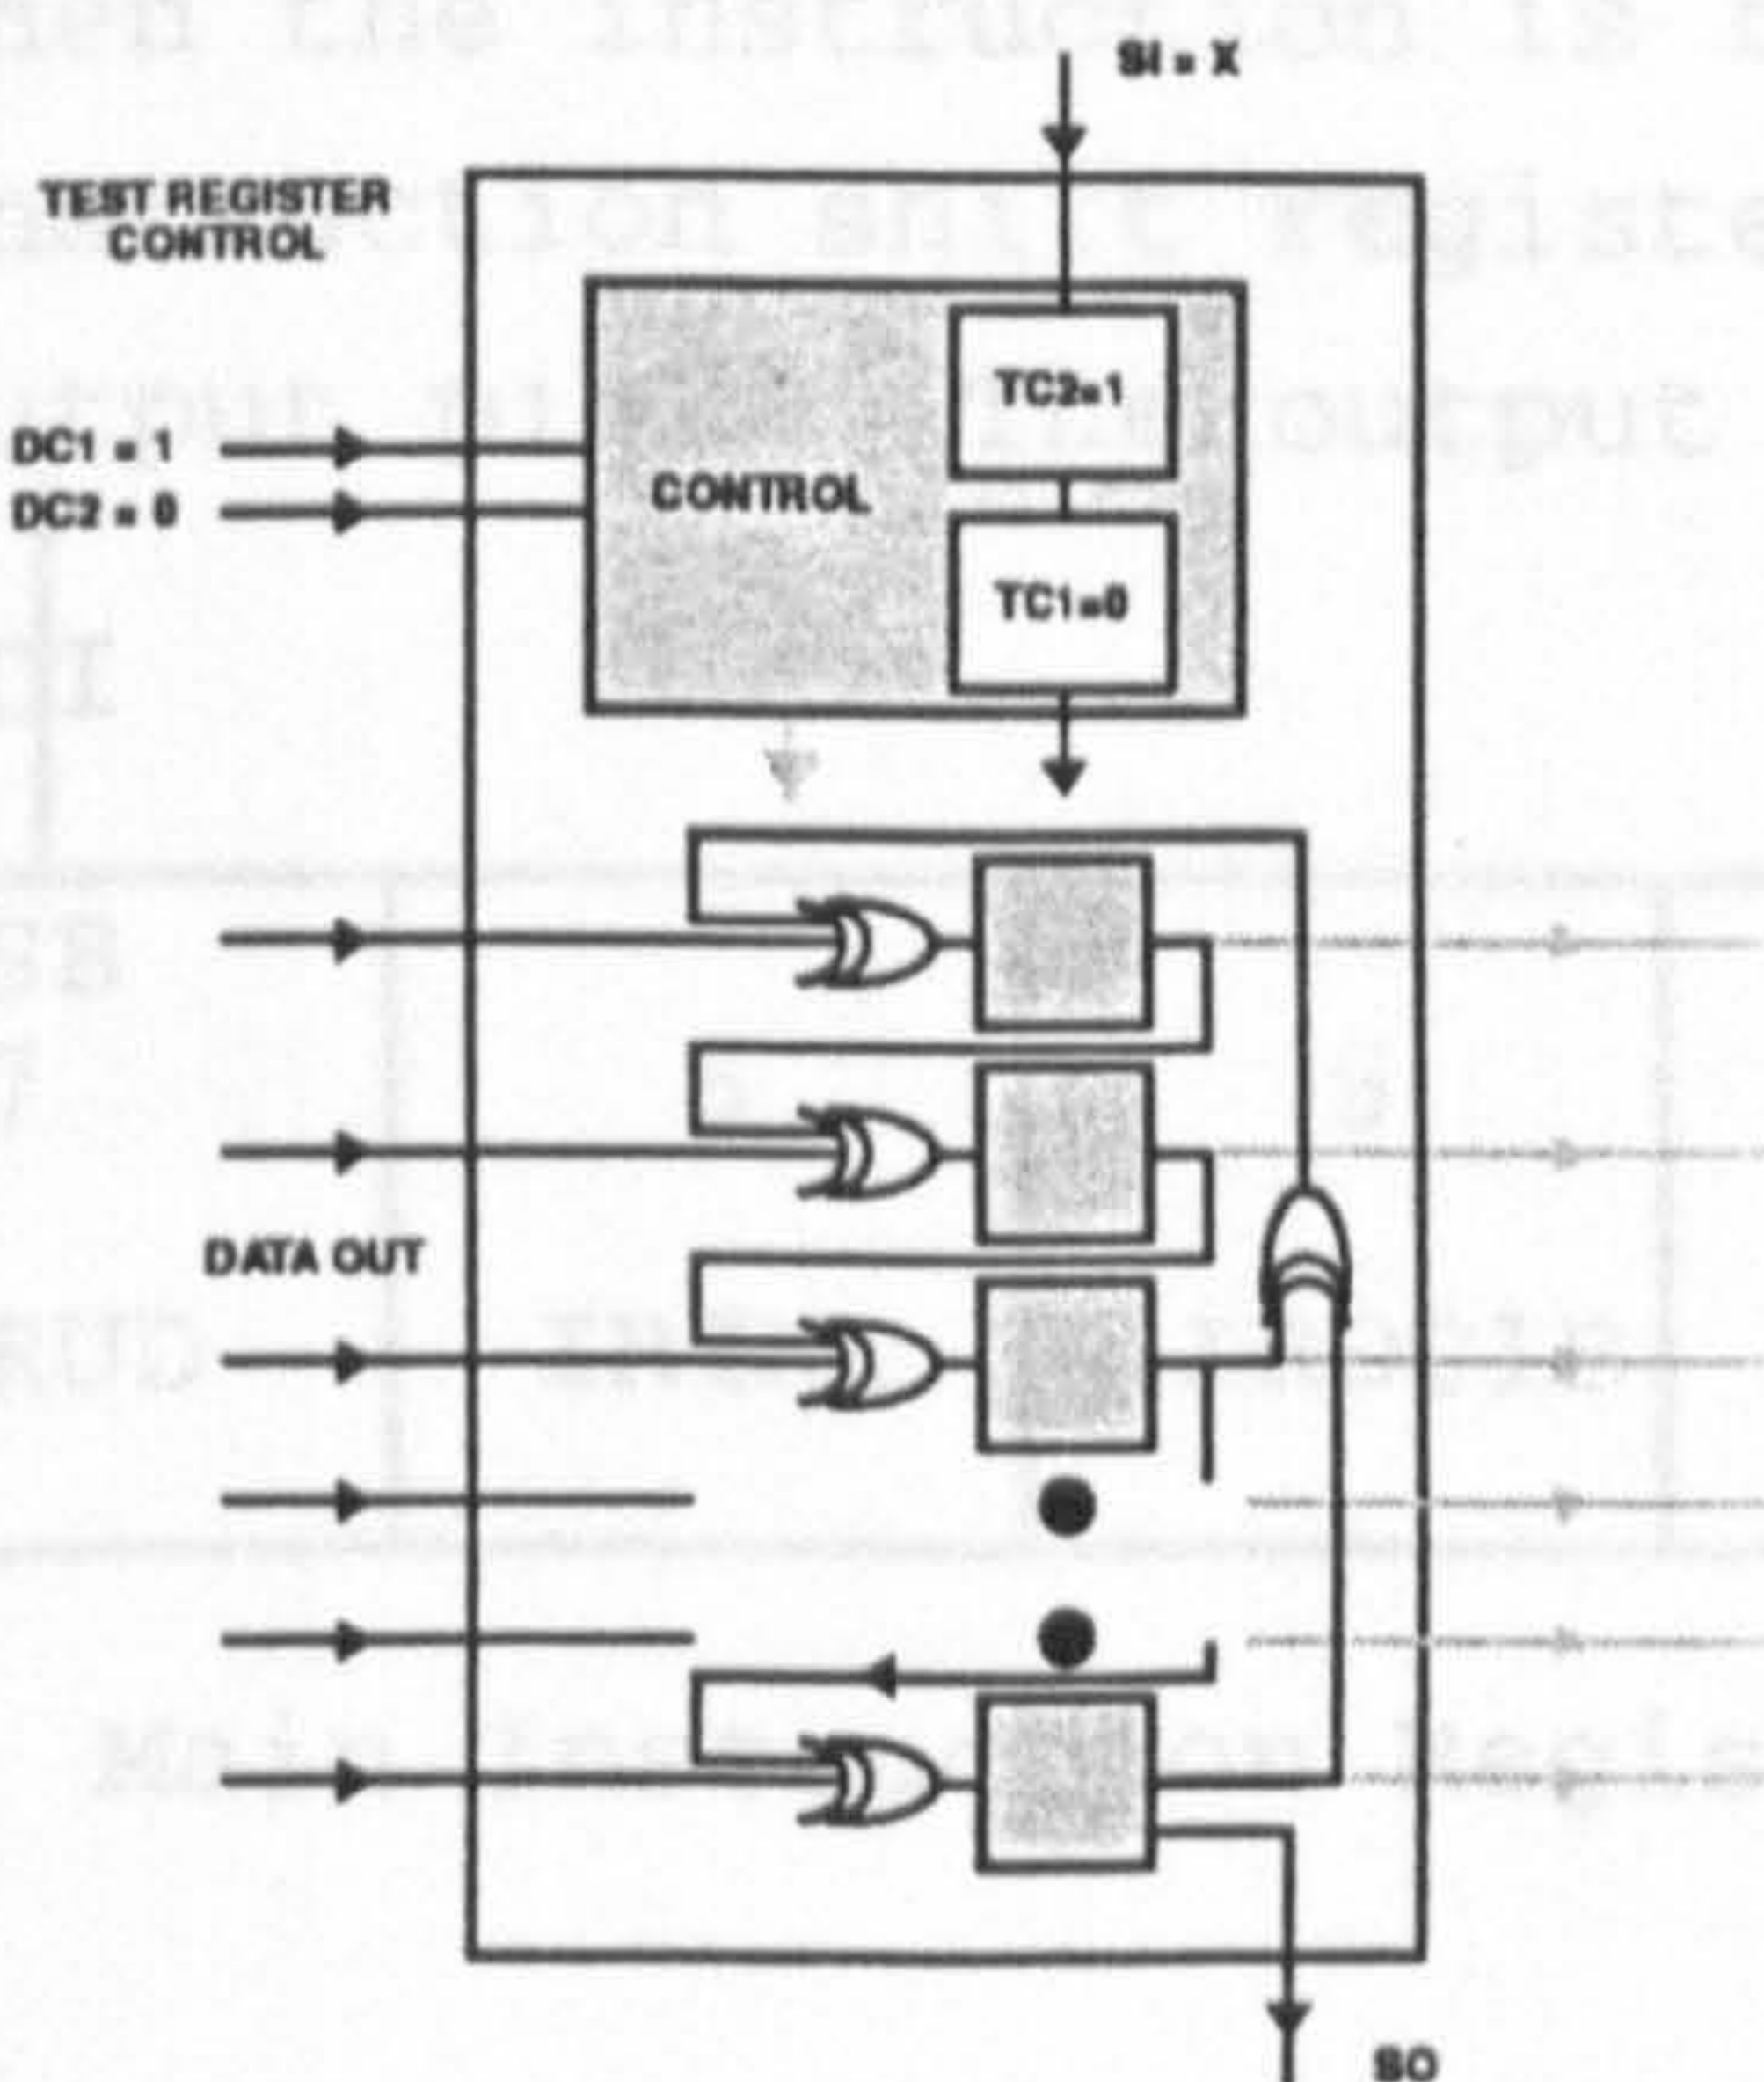 SI = X
TEST REGISTER
CONTROL
TC2=1
DC1 = 1
DC2 = 0
CONTROL
TC1=0
DATA OUT
SO